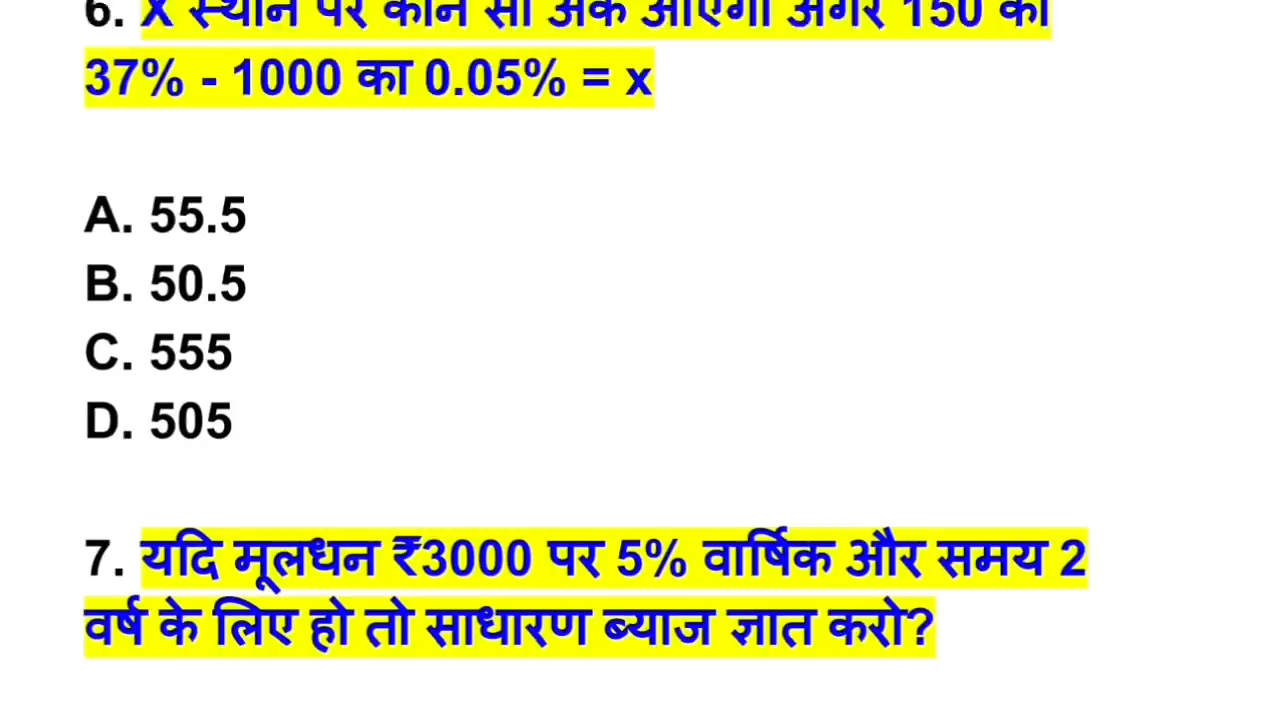 6. X स्थान पर कौन सा अंक आएगा अगर 150 का
37% - 1000 का 0.05% = x
A. 55.5
B. 50.5
C. 555
D. 505
7. यदि मूलधन ₹3000 पर 5% वार्षिक और समय 2
वर्ष के लिए हो तो साधारण ब्याज ज्ञात करो?